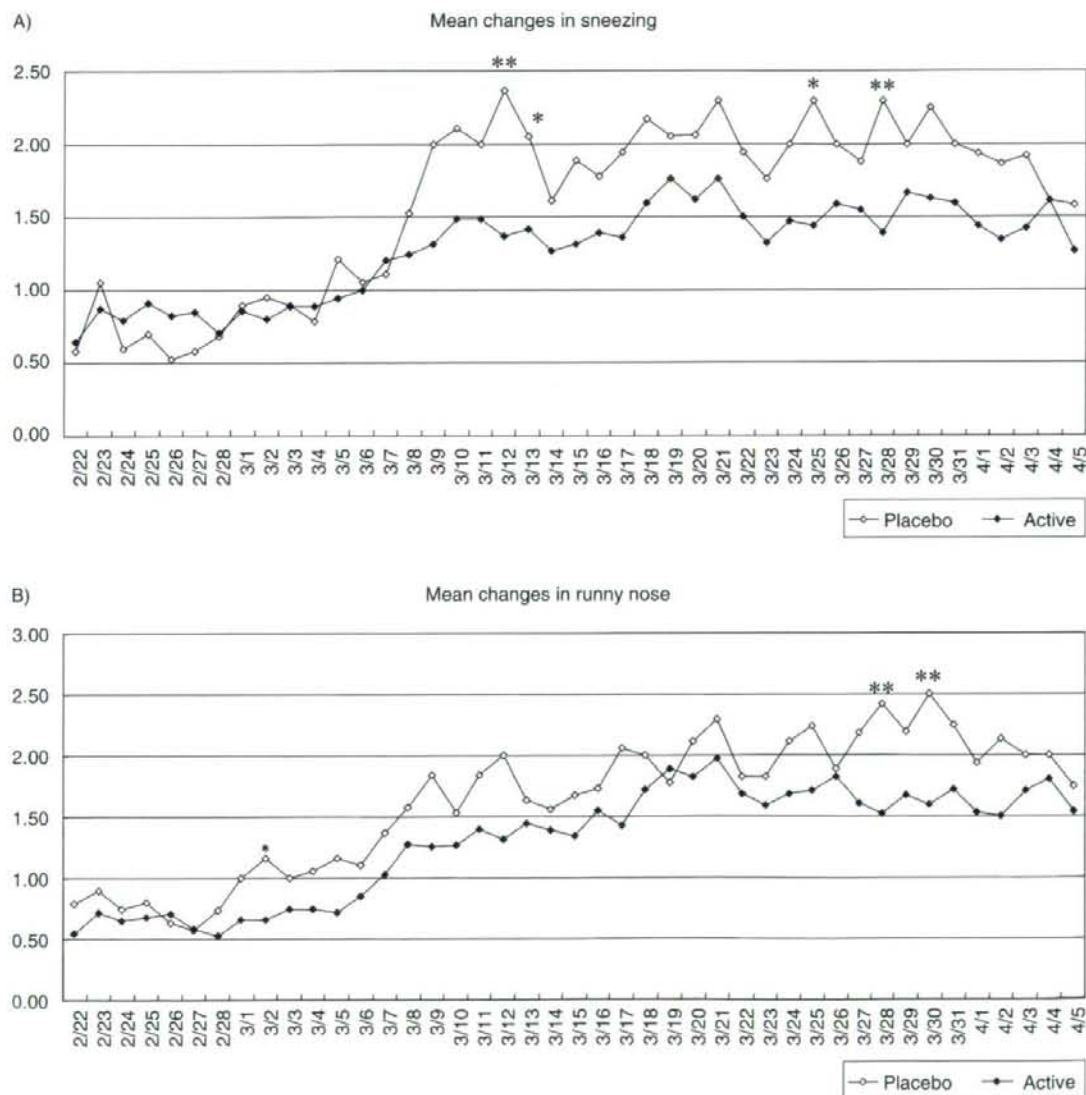 A)
Mean changes in sneezing
2.50
2.00
1.50
1.00
0.50
0.00
** * * **
2/22 2/23 2/24 2/25 2/26 2/27 2/28 3/1 3/2 3/3 3/4 3/5 3/6 3/7 3/8 3/9 3/10 3/11 3/12 3/13 3/14 3/15 3/16 3/17 3/18 3/19 3/20 3/21 3/22 3/23 3/24 3/25 3/26 3/27 3/28 3/29 3/30 3/31 4/1 4/2 4/3 4/4 4/5
Placebo Active
B)
Mean changes in runny nose
3.00
2.50
2.00
1.50
1.00
0.50
0.00
* ** **
2/22 2/23 2/24 2/25 2/26 2/27 2/28 3/1 3/2 3/3 3/4 3/5 3/6 3/7 3/8 3/9 3/10 3/11 3/12 3/13 3/14 3/15 3/16 3/17 3/18 3/19 3/20 3/21 3/22 3/23 3/24 3/25 3/26 3/27 3/28 3/29 3/30 3/31 4/1 4/2 4/3 4/4 4/5
Placebo Active